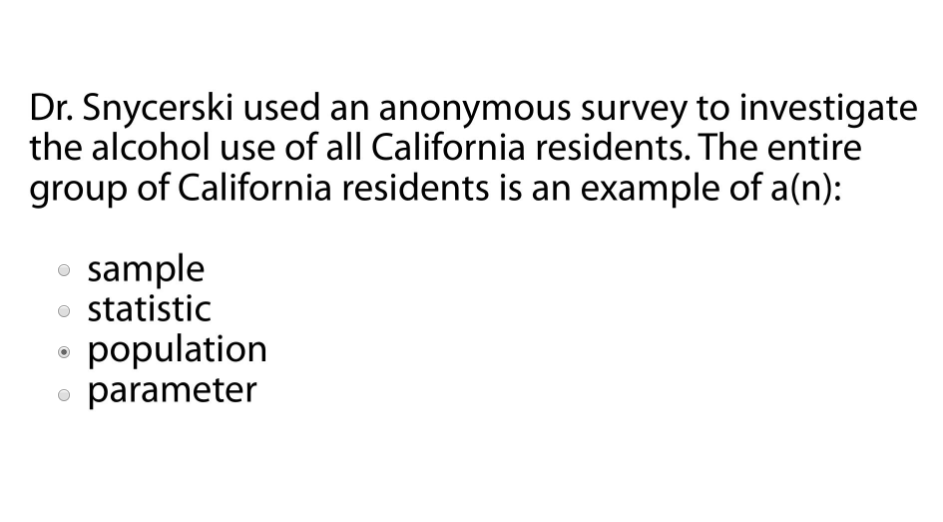 Dr. Snycerski used an anonymous survey to investigate
the alcohol use of all California residents. The entire
group of California residents is an example of a(n):
sample
statistic
population
parameter